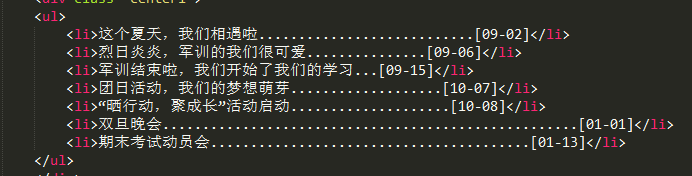 <ul>
<li>这个夏天，我们相遇啦...........................[09-02]</li>
<li>烈日炎炎，军训的我们很可爱.................[09-06]</li>
<li>军训结束啦，我们开始了我们的学习...[09-15]</li>
<li>团日活动，我们的梦想萌芽......................[10-07]</li>
<li>“晒行动，聚成长”活动启动.......................[10-08]</li>
<li>双旦晚会....................................................[01-01]</li>
<li>期末考试动员会......................................[01-13]</li>
</ul>